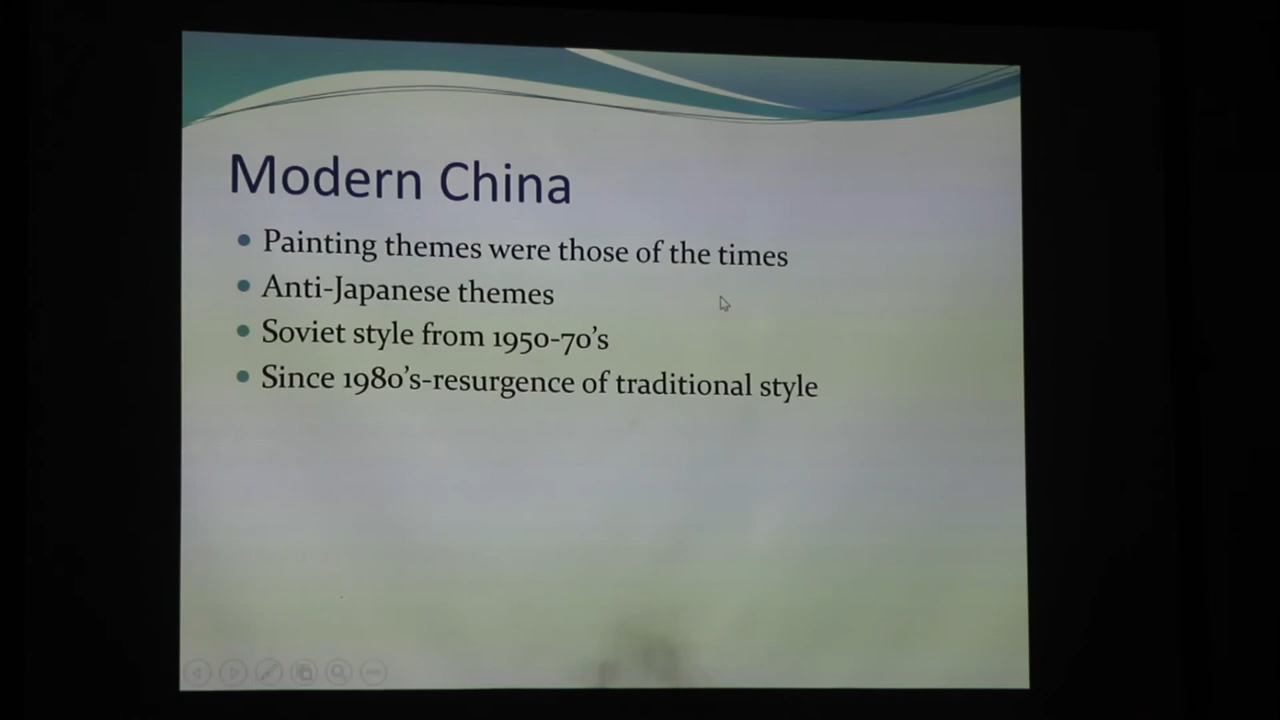 Modern China
Painting themes were those of the times
Anti-Japanese themes
Soviet style from 1950-70's
Since 1980's-resurgence of traditional style